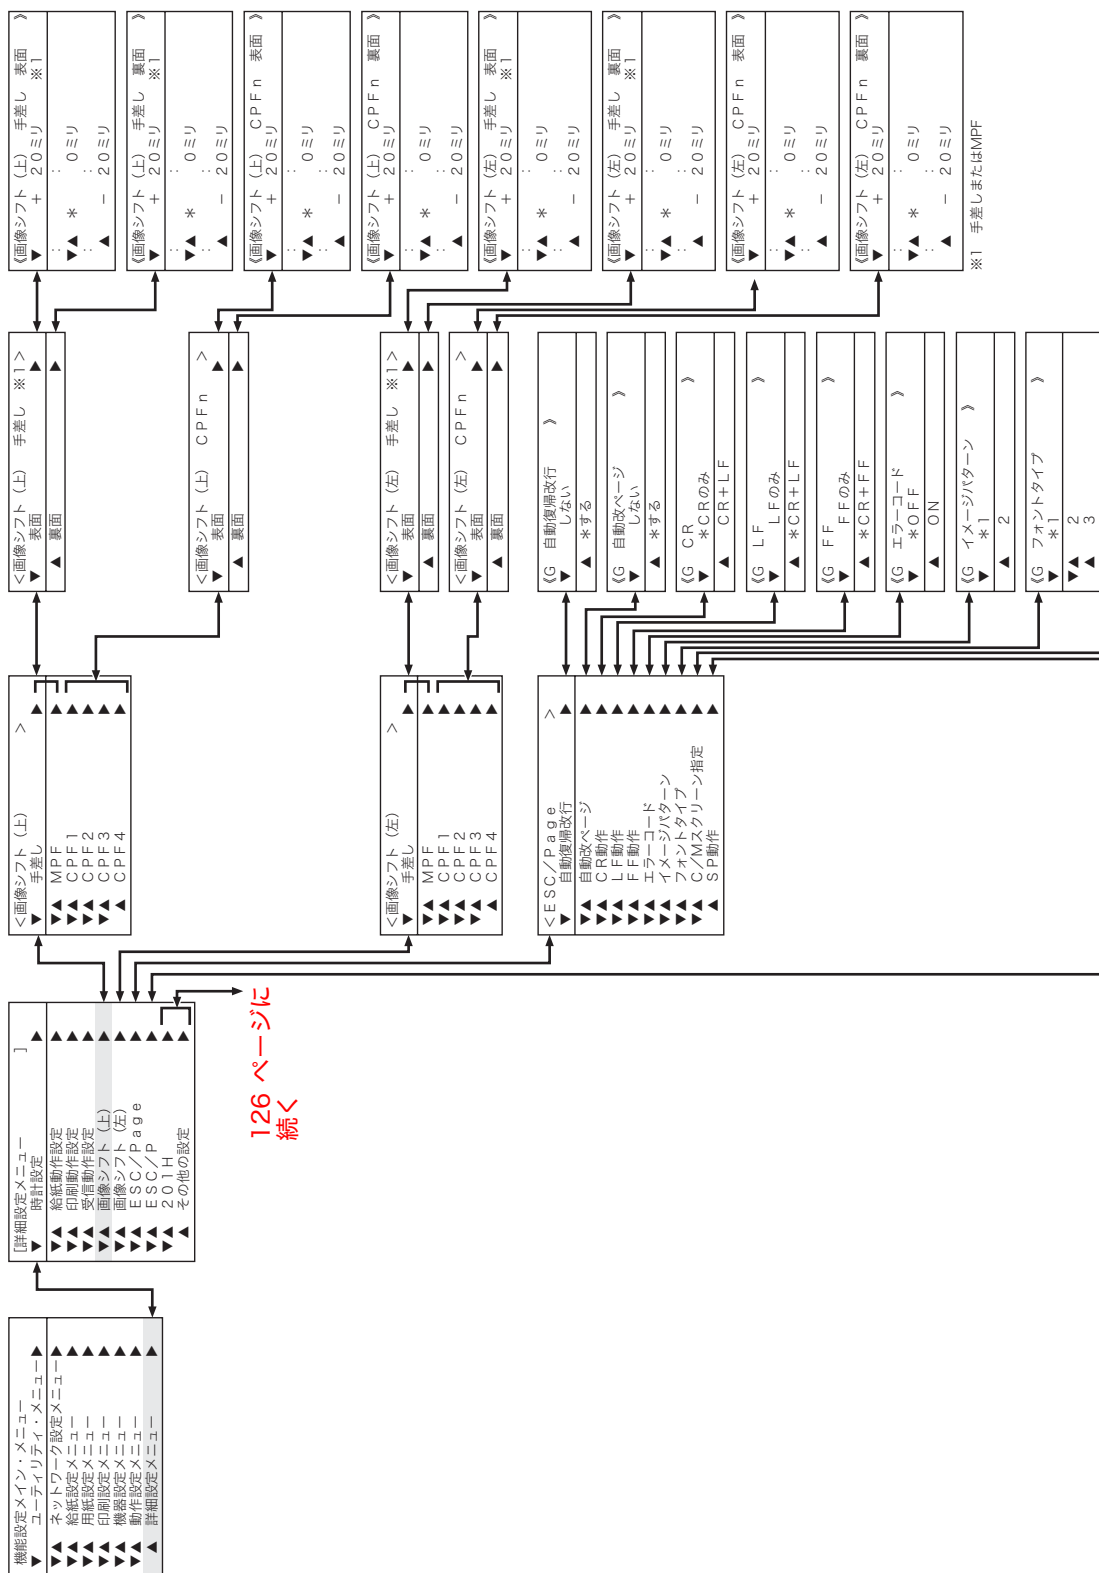 機能設定メイン・メニュー
▼ ユーティリティ・メニュー ▶
▼▲ ネットワーク設定メニュー ▶
▼▲ 給紙設定メニュー ▶
▼▲ 用紙設定メニュー ▶
▼▲ 印刷設定メニュー ▶
▼▲ 機器設定メニュー ▶
▼▲ 動作設定メニュー ▶
▲ 詳細設定メニュー ▶
[詳細設定メニュー ]
▼ 時計設定 ▶
▼▲ 給紙動作設定 ▶
▼▲ 印刷動作設定 ▶
▼▲ 受信動作設定 ▶
▼▲ 画像シフト(上) ▶
▼▲ 画像シフト(左) ▶
▼▲ ESC/Page ▶
▼▲ ESC/P ▶
▼▲ 201H ▶
▲ その他の設定 ▶
126 ページに
続く
<画像シフト(上) >
▼ 手差し ▶
▼▲ MPF ▶
▼▲ CPF1 ▶
▼▲ CPF2 ▶
▼▲ CPF3 ▶
▲ CPF4 ▶
<画像シフト(左) >
▼ 手差し ▶
▼▲ MPF ▶
▼▲ CPF1 ▶
▼▲ CPF2 ▶
▼▲ CPF3 ▶
▲ CPF4 ▶
<ESC/Page >
▼ 自動復帰改行 ▶
▼▲ 自動改ページ ▶
▼▲ CR動作 ▶
▼▲ LF動作 ▶
▼▲ FF動作 ▶
▼▲ エラーコード ▶
▼▲ イメージパターン ▶
▼▲ フォントタイプ ▶
▼▲ C/Mスクリーン指定 ▶
▲ SP動作 ▶
<画像シフト(上) 手差し ※1>
▼ 表面 ▶
▲ 裏面 ▶
<画像シフト(上) CPFn >
▼ 表面 ▶
▲ 裏面 ▶
<画像シフト(左) 手差し ※1>
▼ 表面 ▶
▲ 裏面 ▶
<画像シフト(左) CPFn >
▼ 表面 ▶
▲ 裏面 ▶
《G 自動復帰改行 》
▼ しない
▲ *する
《G 自動改ページ 》
▼ しない
▲ *する
《G CR 》
▼ *CRのみ
▲ CR+LF
《G LF 》
▼ LFのみ
▲ *CR+LF
《G FF 》
▼ FFのみ
▲ *CR+FF
《G エラーコード 》
▼ *OFF
▲ ON
《G イメージパターン 》
▼ *1
▲ 2
《G フォントタイプ 》
▼ *1
▼▲ 2
▲ 3
《画像シフト(上) 手差し 表面 》
▼ + 20ミリ ※1
: :
▼▲ * 0ミリ
: :
▲ − 20ミリ
《画像シフト(上) 手差し 裏面 》
▼ + 20ミリ ※1
: :
▼▲ * 0ミリ
: :
▲ − 20ミリ
《画像シフト(上) CPFn 表面 》
▼ + 20ミリ
: :
▼▲ * 0ミリ
: :
▲ − 20ミリ
《画像シフト(上) CPFn 裏面 》
▼ + 20ミリ
: :
▼▲ * 0ミリ
: :
▲ − 20ミリ
《画像シフト(左) 手差し 表面 》
▼ + 20ミリ ※1
: :
▼▲ * 0ミリ
: :
▲ − 20ミリ
《画像シフト(左) 手差し 裏面 》
▼ + 20ミリ ※1
: :
▼▲ * 0ミリ
: :
▲ − 20ミリ
《画像シフト(左) CPFn 表面 》
▼ + 20ミリ
: :
▼▲ * 0ミリ
: :
▲ − 20ミリ
《画像シフト(左) CPFn 裏面 》
▼ + 20ミリ
: :
▼▲ * 0ミリ
: :
▲ − 20ミリ
※1 手差しまたはMPF